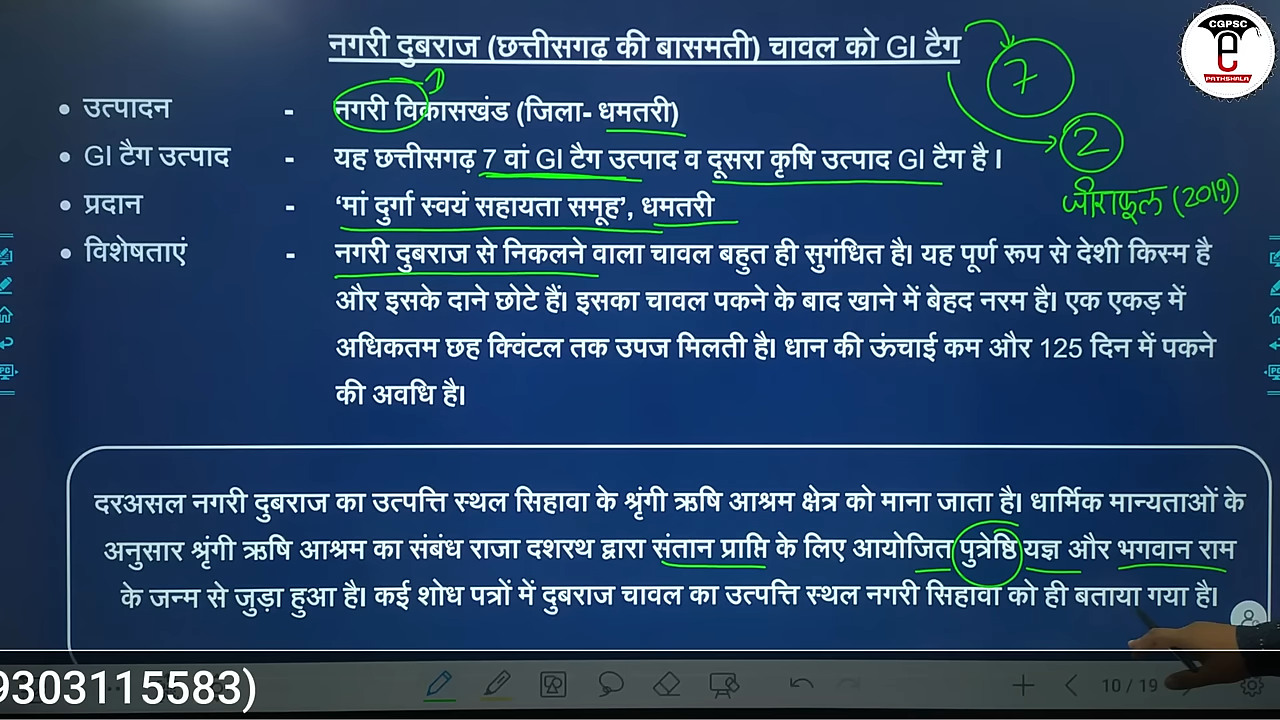 नगरी दुबराज (छत्तीसगढ़ की बासमती) चावल को GI टैग
CGPSC
e
PATHSHALA
7
• उत्पादन - नगरी विकासखंड (जिला- धमतरी)
2
• GI टैग उत्पाद - यह छत्तीसगढ़ 7 वां GI टैग उत्पाद व दूसरा कृषि उत्पाद GI टैग है ।
जीराफूल (2019)
• प्रदान - ‘मां दुर्गा स्वयं सहायता समूह’, धमतरी
• विशेषताएं - नगरी दुबराज से निकलने वाला चावल बहुत ही सुगंधित है। यह पूर्ण रूप से देशी किस्म है
और इसके दाने छोटे हैं। इसका चावल पकने के बाद खाने में बेहद नरम है। एक एकड़ में
अधिकतम छह क्विंटल तक उपज मिलती है। धान की ऊंचाई कम और 125 दिन में पकने
की अवधि है।
दरअसल नगरी दुबराज का उत्पत्ति स्थल सिहावा के श्रृंगी ऋषि आश्रम क्षेत्र को माना जाता है। धार्मिक मान्यताओं के
अनुसार श्रृंगी ऋषि आश्रम का संबंध राजा दशरथ द्वारा संतान प्राप्ति के लिए आयोजित पुत्रेष्ठि यज्ञ और भगवान राम
के जन्म से जुड़ा हुआ है। कई शोध पत्रों में दुबराज चावल का उत्पत्ति स्थल नगरी सिहावा को ही बताया गया है।
9303115583)
10 / 19